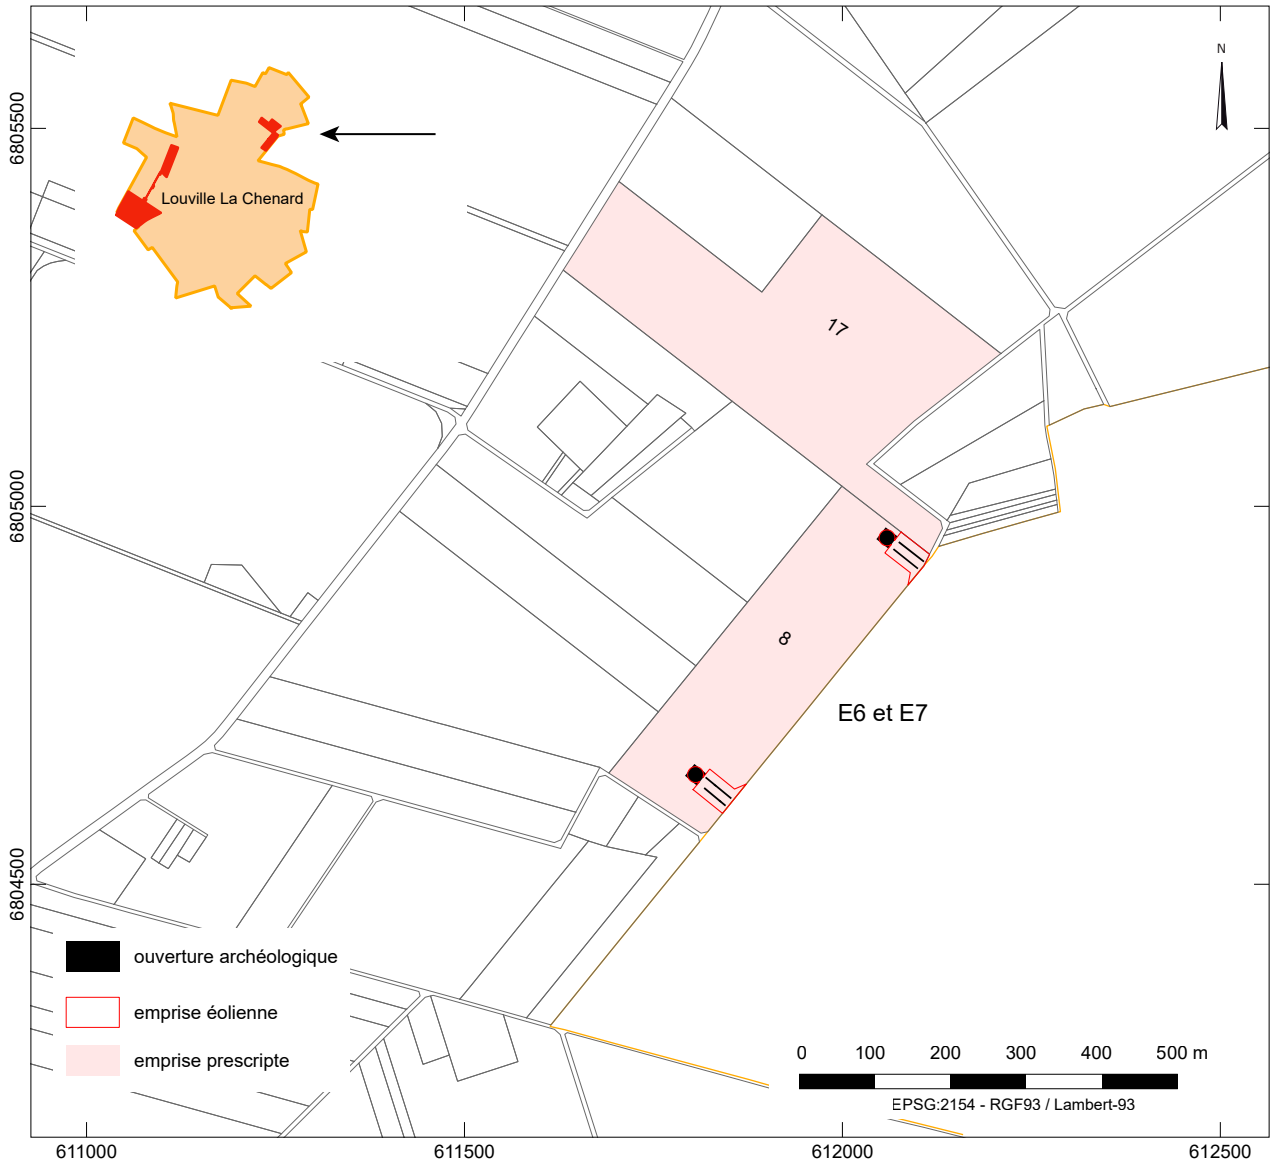 N
Louville La Chenard
6805500
6805000
6804500
17
8
E6 et E7
ouverture archéologique
emprise éolienne
emprise prescripte
0 100 200 300 400 500 m
EPSG:2154 - RGF93 / Lambert-93
611000 611500 612000 612500